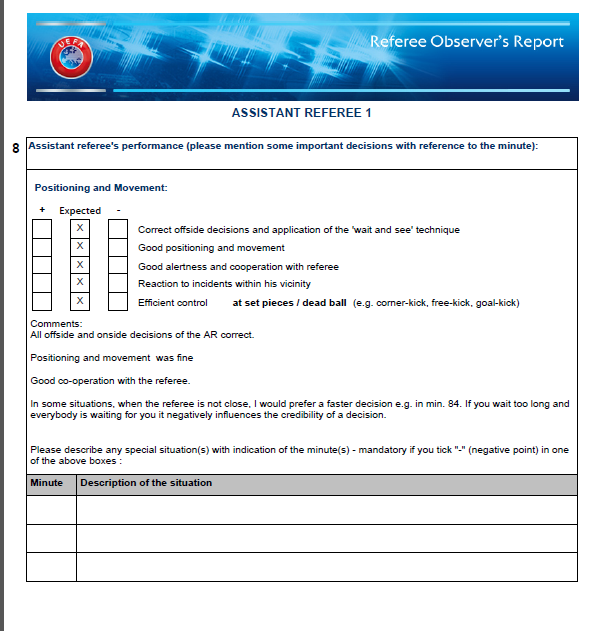 UEFA
Referee Observer's Report
ASSISTANT REFEREE 1
8 Assistant referee's performance (please mention some important decisions with reference to the minute):
Positioning and Movement:
+ Expected -
X Correct offside decisions and application of the 'wait and see' technique
X Good positioning and movement
X Good alertness and cooperation with referee
X Reaction to incidents within his vicinity
X Efficient control at set pieces / dead ball (e.g. corner-kick, free-kick, goal-kick)
Comments:
All offside and onside decisions of the AR correct.
Positioning and movement was fine
Good co-operation with the referee.
In some situations, when the referee is not close, I would prefer a faster decision e.g. in min. 84. If you wait too long and
everybody is waiting for you it negatively influences the credibility of a decision.
Please describe any special situation(s) with indication of the minute(s) - mandatory if you tick "-" (negative point) in one
of the above boxes :
Minute Description of the situation